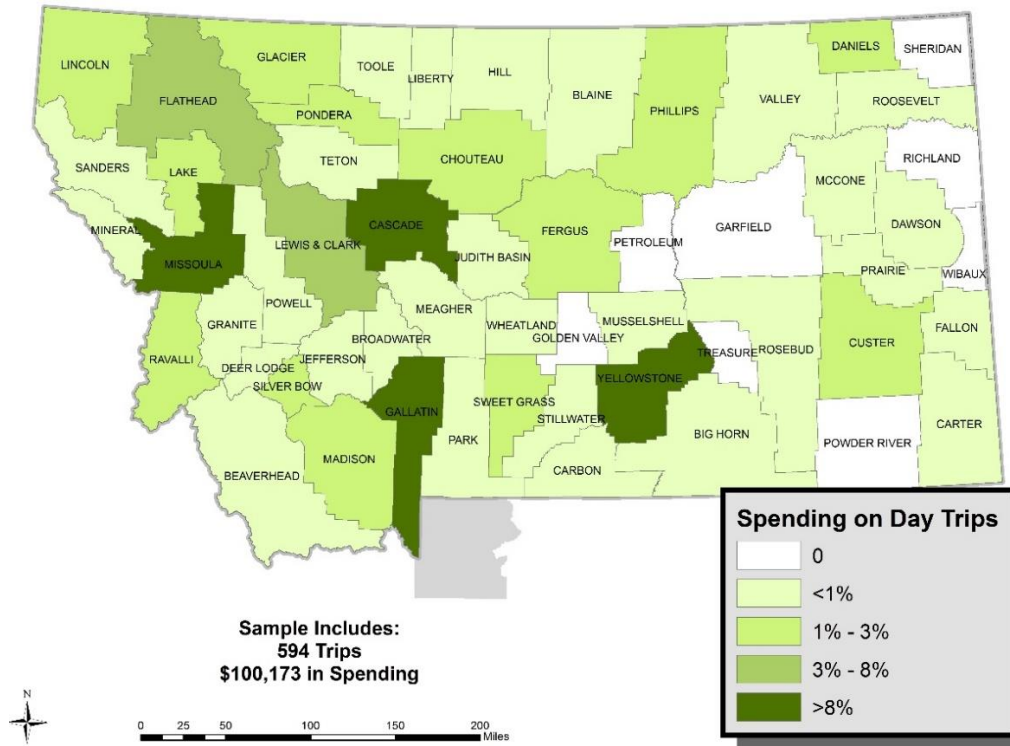 LINCOLN
FLATHEAD
GLACIER
TOOLE
LIBERTY
HILL
BLAINE
PHILLIPS
VALLEY
DANIELS
SHERIDAN
ROOSEVELT
PONDERA
TETON
CHOUTEAU
RICHLAND
SANDERS
LAKE
MCCONE
DAWSON
MINERAL
MISSOULA
LEWIS & CLARK
CASCADE
JUDITH BASIN
FERGUS
PETROLEUM
GARFIELD
PRAIRIE
WIBAUX
POWELL
GRANITE
RAVALLI
DEER LODGE
SILVER BOW
JEFFERSON
BROADWATER
MEAGHER
WHEATLAND
GOLDEN VALLEY
MUSSELSHELL
TREASURE
ROSEBUD
CUSTER
FALLON
BEAVERHEAD
MADISON
GALLATIN
PARK
SWEET GRASS
STILLWATER
YELLOWSTONE
CARBON
BIG HORN
POWDER RIVER
CARTER
Spending on Day Trips
0
<1%
1% - 3%
3% - 8%
>8%
Sample Includes:
594 Trips
$100,173 in Spending
N
0 25 50 100 150 200
Miles